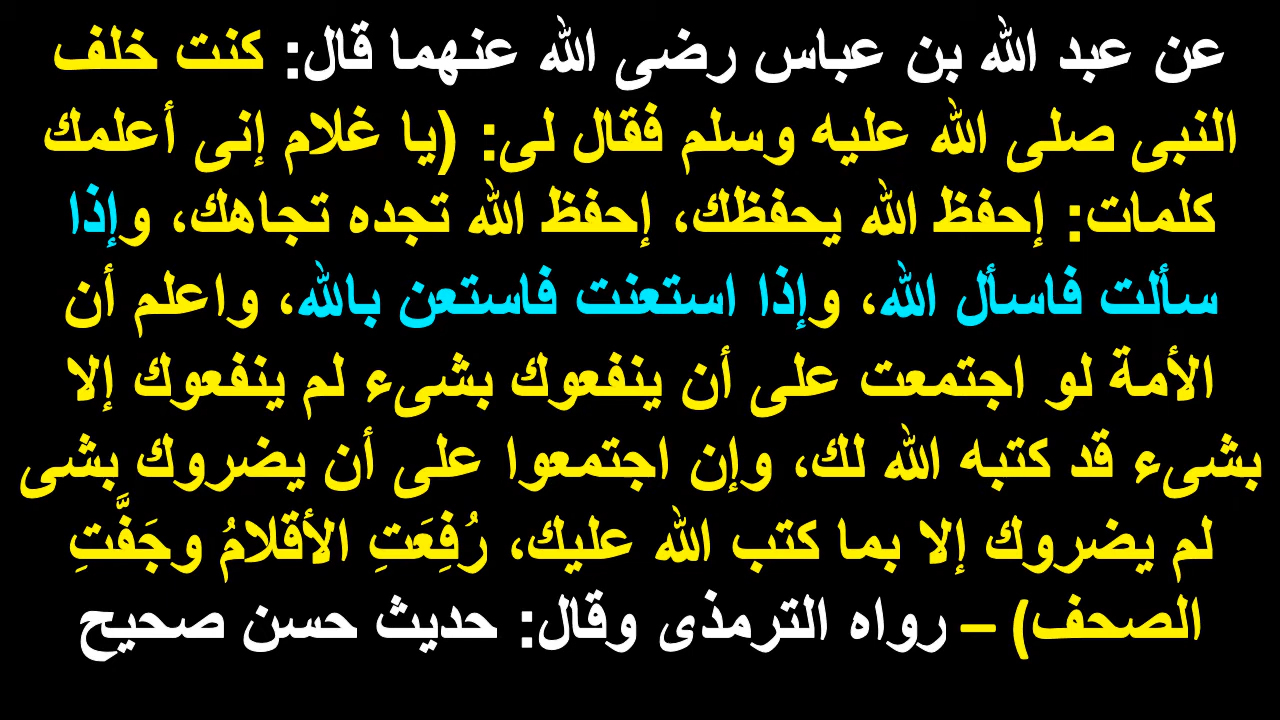 عن عبد الله بن عباس رضى الله عنهما قال: كنت خلف
النبى صلى الله عليه وسلم فقال لى: (يا غلام إنى أعلمك
كلمات: إحفظ الله يحفظك، إحفظ الله تجده تجاهك، وإذا
سألت فاسأل الله، وإذا استعنت فاستعن بالله، واعلم أن
الأمة لو اجتمعت على أن ينفعوك بشىء لم ينفعوك إلا
بشىء قد كتبه الله لك، وإن اجتمعوا على أن يضروك بشى
لم يضروك إلا بما كتب الله عليك، رُفِعَتِ الأقلامُ وجَفَّتِ
الصحف) – رواه الترمذى وقال: حديث حسن صحيح